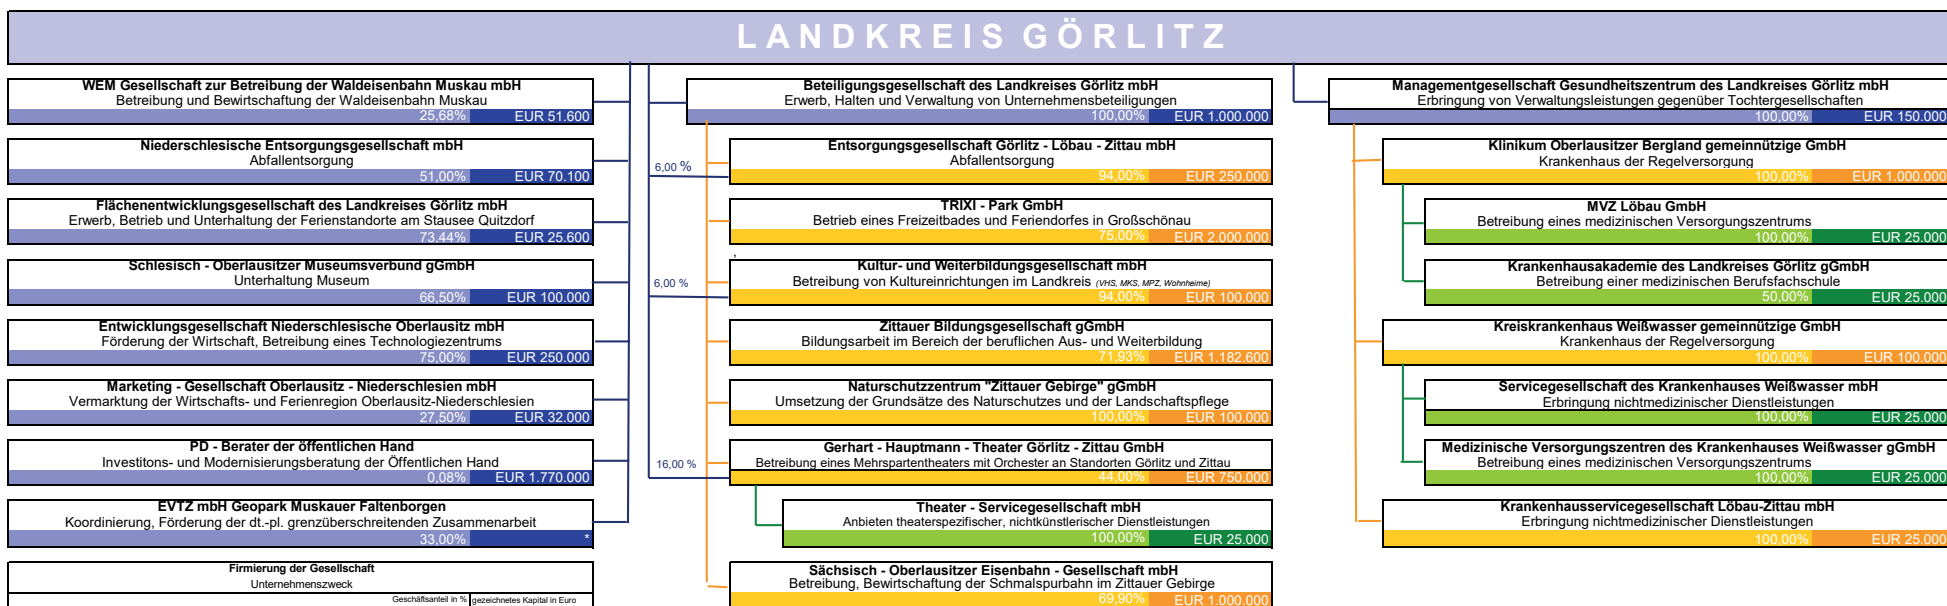 LANDKREIS GÖRLITZ
WEM Gesellschaft zur Betreibung der Waldeisenbahn Muskau mbH
Betreibung und Bewirtschaftung der Waldeisenbahn Muskau
25,68% EUR 51.600
Niederschlesische Entsorgungsgesellschaft mbH
Abfallentsorgung
51,00% EUR 70.100
Flächenentwicklungsgesellschaft des Landkreises Görlitz mbH
Erwerb, Betrieb und Unterhaltung der Ferienstandorte am Stausee Quitzdorf
73,44% EUR 25.600
Schlesisch - Oberlausitzer Museumsverbund gGmbH
Unterhaltung Museum
66,50% EUR 100.000
Entwicklungsgesellschaft Niederschlesische Oberlausitz mbH
Förderung der Wirtschaft, Betreibung eines Technologiezentrums
75,00% EUR 250.000
Marketing - Gesellschaft Oberlausitz - Niederschlesien mbH
Vermarktung der Wirtschafts- und Ferienregion Oberlausitz-Niederschlesien
27,50% EUR 32.000
PD - Berater der öffentlichen Hand
Investitons- und Modernisierungsberatung der Öffentlichen Hand
0,08% EUR 1.770.000
EVTZ mbH Geopark Muskauer Faltenborgen
Koordinierung, Förderung der dt.-pl. grenzüberschreitenden Zusammenarbeit
33,00% *
Firmierung der Gesellschaft
Unternehmenszweck
Geschäftsanteil in % gezeichnetes Kapital in Euro
Beteiligungsgesellschaft des Landkreises Görlitz mbH
Erwerb, Halten und Verwaltung von Unternehmensbeteiligungen
100,00% EUR 1.000.000
6,00 %
Entsorgungsgesellschaft Görlitz - Löbau - Zittau mbH
Abfallentsorgung
94,00% EUR 250.000
TRIXI - Park GmbH
Betrieb eines Freizeitbades und Feriendorfes in Großschönau
75,00% EUR 2.000.000
,
6,00 %
Kultur- und Weiterbildungsgesellschaft mbH
Betreibung von Kultureinrichtungen im Landkreis (VHS, MKS, MPZ, Wohnheime)
94,00% EUR 100.000
Zittauer Bildungsgesellschaft gGmbH
Bildungsarbeit im Bereich der beruflichen Aus- und Weiterbildung
71,93% EUR 1.182.600
Naturschutzzentrum "Zittauer Gebirge" gGmbH
Umsetzung der Grundsätze des Naturschutzes und der Landschaftspflege
100,00% EUR 100.000
16,00 %
Gerhart - Hauptmann - Theater Görlitz - Zittau GmbH
Betreibung eines Mehrspartentheaters mit Orchester an Standorten Görlitz und Zittau
44,00% EUR 750.000
Theater - Servicegesellschaft mbH
Anbieten theaterspezifischer, nichtkünstlerischer Dienstleistungen
100,00% EUR 25.000
Sächsisch - Oberlausitzer Eisenbahn - Gesellschaft mbH
Betreibung, Bewirtschaftung der Schmalspurbahn im Zittauer Gebirge
69,90% EUR 1.000.000
Managementgesellschaft Gesundheitszentrum des Landkreises Görlitz mbH
Erbringung von Verwaltungsleistungen gegenüber Tochtergesellschaften
100,00% EUR 150.000
Klinikum Oberlausitzer Bergland gemeinnützige GmbH
Krankenhaus der Regelversorgung
100,00% EUR 1.000.000
MVZ Löbau GmbH
Betreibung eines medizinischen Versorgungszentrums
100,00% EUR 25.000
Krankenhausakademie des Landkreises Görlitz gGmbH
Betreibung einer medizinischen Berufsfachschule
50,00% EUR 25.000
Kreiskrankenhaus Weißwasser gemeinnützige GmbH
Krankenhaus der Regelversorgung
100,00% EUR 100.000
Servicegesellschaft des Krankenhauses Weißwasser mbH
Erbringung nichtmedizinischer Dienstleistungen
100,00% EUR 25.000
Medizinische Versorgungszentren des Krankenhauses Weißwasser gGmbH
Betreibung eines medizinischen Versorgungszentrums
100,00% EUR 25.000
Krankenhausservicegesellschaft Löbau-Zittau mbH
Erbringung nichtmedizinischer Dienstleistungen
100,00% EUR 25.000